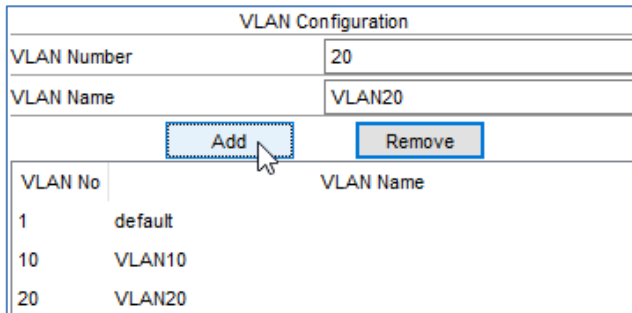 VLAN Configuration
VLAN Number 20
VLAN Name VLAN20
Add Remove
VLAN No VLAN Name
1 default
10 VLAN10
20 VLAN20